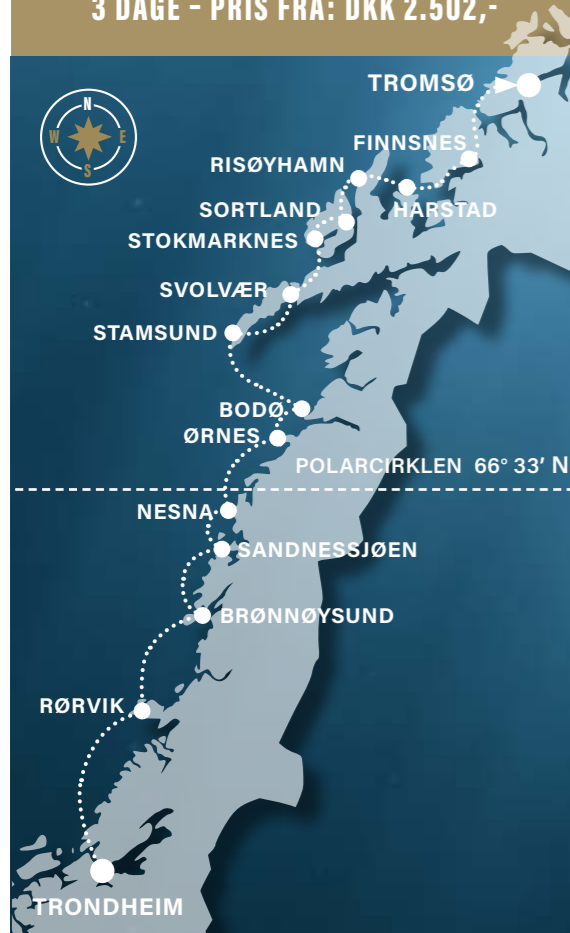 3 DAGE – PRIS FRA: DKK 2.502,-
N
W E
S
TROMSØ
FINNSNES
RISØYHAMN
HARSTAD
SORTLAND
STOKMARKNES
SVOLVÆR
STAMSUND
BODØ
ØRNES
POLARCIRKLEN 66° 33’ N
NESNA
SANDNESSJØEN
BRØNNØYSUND
RØRVIK
TRONDHEIM